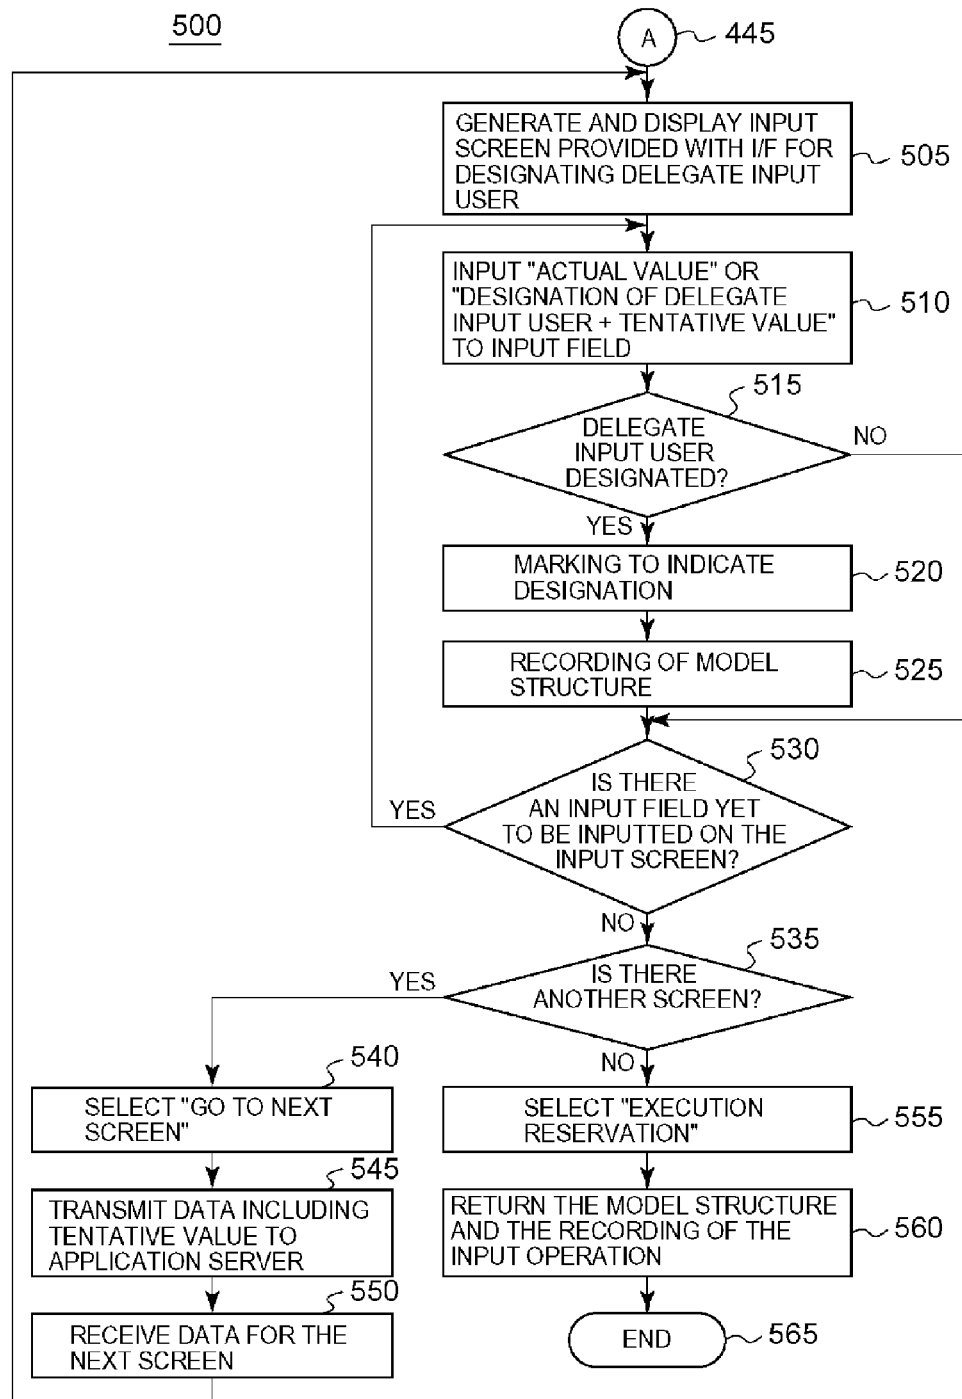 500
A
445
GENERATE AND DISPLAY INPUT
SCREEN PROVIDED WITH I/F FOR
DESIGNATING DELEGATE INPUT
USER
505
INPUT "ACTUAL VALUE" OR
"DESIGNATION OF DELEGATE
INPUT USER + TENTATIVE VALUE"
TO INPUT FIELD
510
515
DELEGATE
INPUT USER
DESIGNATED?
NO
YES
MARKING TO INDICATE
DESIGNATION
520
RECORDING OF MODEL
STRUCTURE
525
530
IS THERE
AN INPUT FIELD YET
TO BE INPUTTED ON THE
INPUT SCREEN?
YES
NO
535
IS THERE
ANOTHER SCREEN?
YES
NO
540
SELECT "GO TO NEXT
SCREEN"
545
TRANSMIT DATA INCLUDING
TENTATIVE VALUE TO
APPLICATION SERVER
550
RECEIVE DATA FOR THE
NEXT SCREEN
SELECT "EXECUTION
RESERVATION"
555
RETURN THE MODEL STRUCTURE
AND THE RECORDING OF THE
INPUT OPERATION
560
END
565